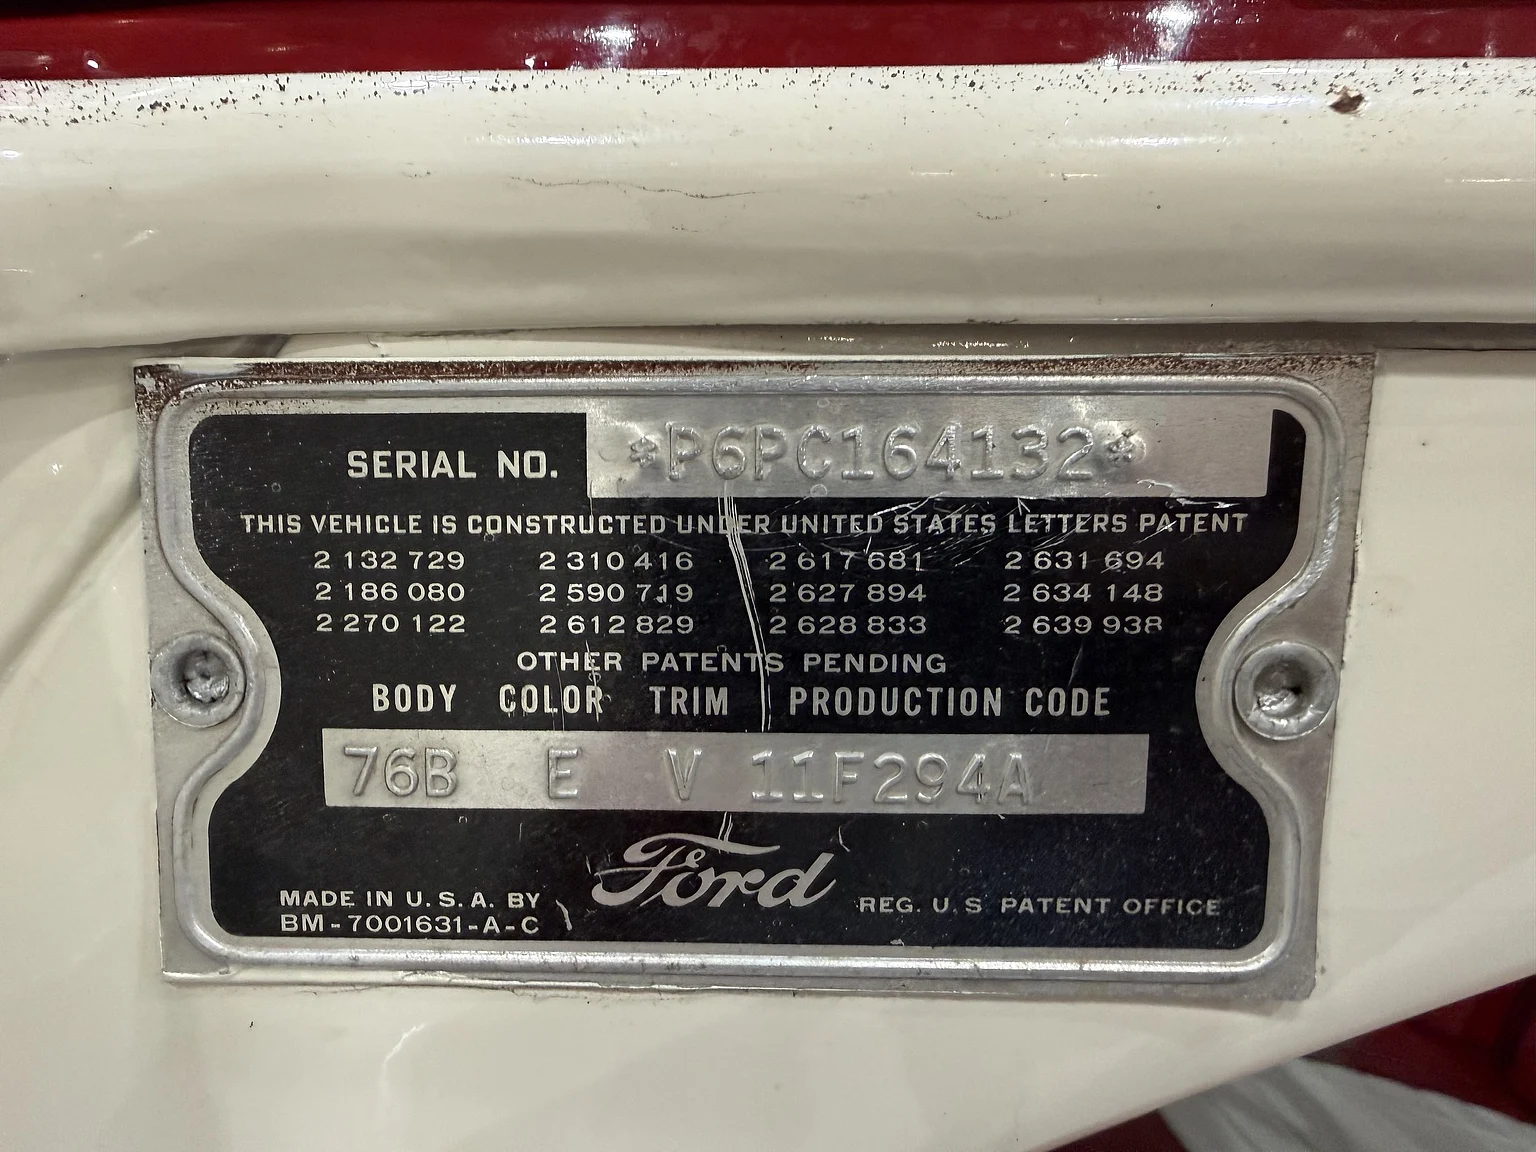 SERIAL NO. *P6PC164132*
THIS VEHICLE IS CONSTRUCTED UNDER UNITED STATES LETTERS PATENT
2 132 729 2 310 416 2 617 681 2 631 694
2 186 080 2 590 719 2 627 894 2 634 148
2 270 122 2 612 829 2 628 833 2 639 938
OTHER PATENTS PENDING
BODY COLOR TRIM PRODUCTION CODE
76B E V 11F294A
Ford
MADE IN U.S.A. BY REG. U.S PATENT OFFICE
BM-7001631-A-C